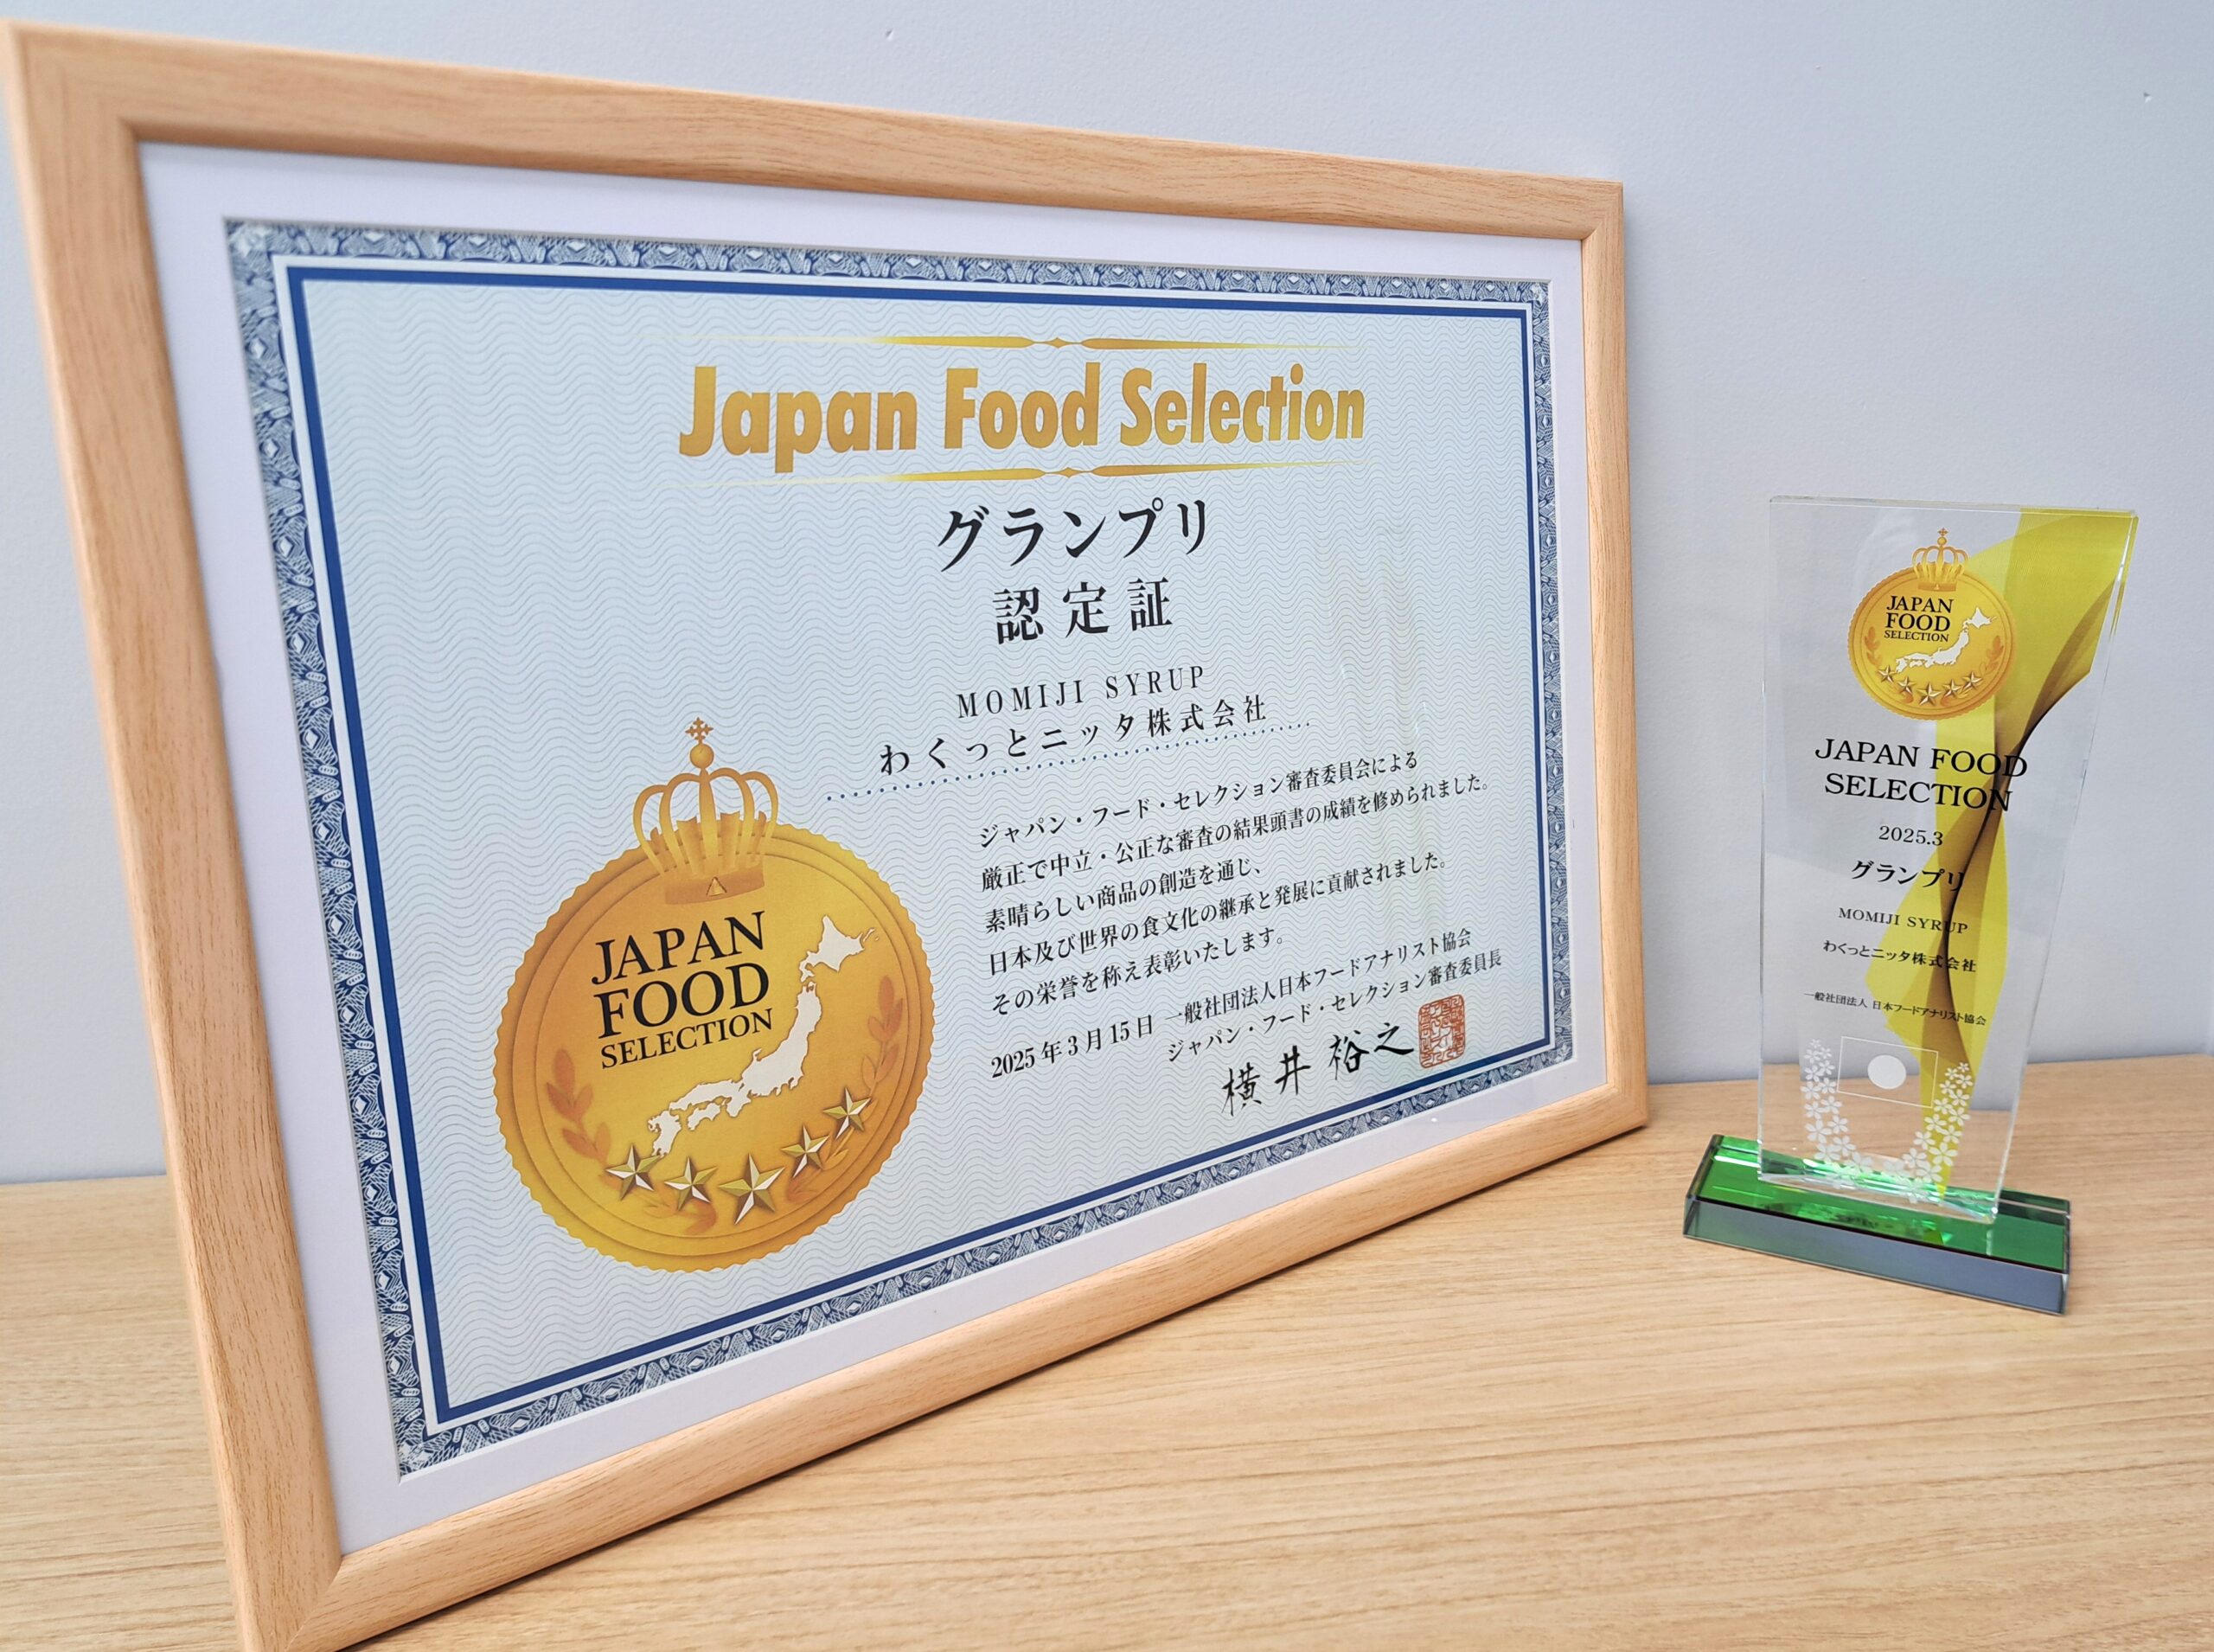 Japan Food Selection
グランプリ
認定証
MOMIJI SYRUP
わくっとニッタ株式会社
ジャパン・フード・セレクション審査委員会による
厳正で中立・公正な審査の結果頭書の成績を修められました。
素晴らしい商品の創造を通じ、
日本及び世界の食文化の継承と発展に貢献されました。
その栄誉を称え表彰いたします。
2025年3月15日 一般社団法人日本フードアナリスト協会
ジャパン・フード・セレクション審査委員長
横井 裕之
JAPAN
FOOD
SELECTION
JAPAN
FOOD
SELECTION
JAPAN FOOD
SELECTION
2025.3
グランプリ
MOMIJI SYRUP
わくっとニッタ株式会社
一般社団法人 日本フードアナリスト協会